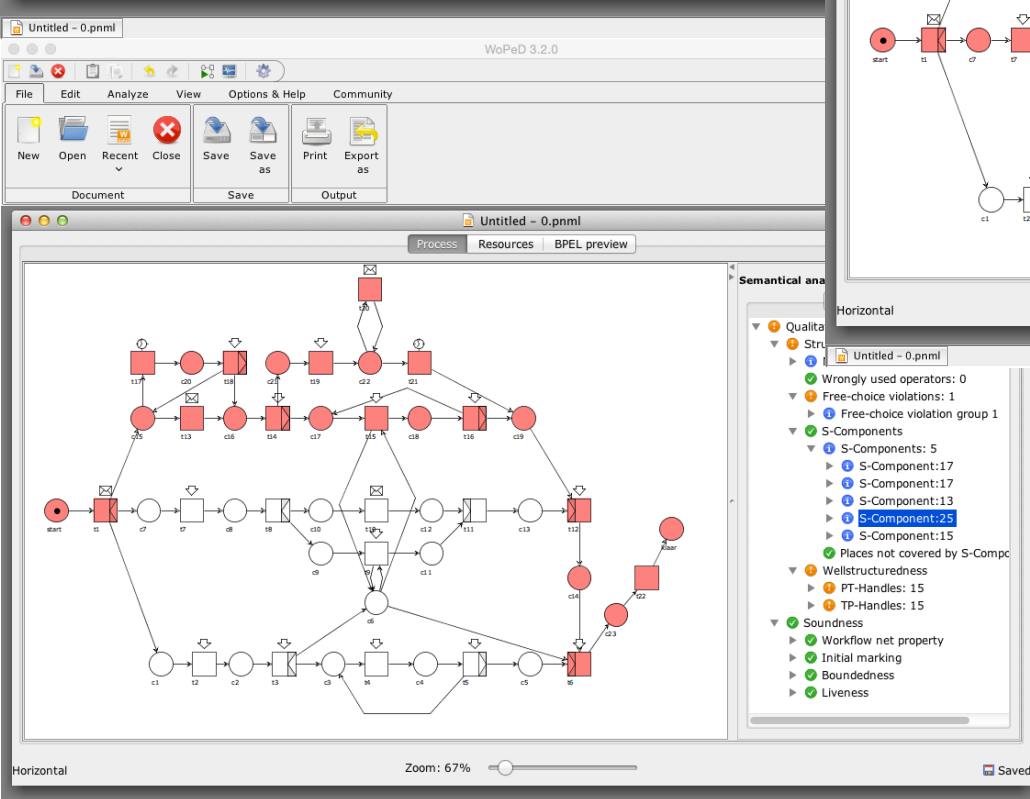 Untitled – 0.pnml
WoPeD 3.2.0
File Edit Analyze View Options & Help Community
New Open Recent Close Save Save as Print Export as
Document Save Output
start t1 c7 t7
c1
Horizontal
Untitled – 0.pnml
Process Resources BPEL preview
Untitled – 0.pnml
Semantical ana
Qualita
Stru
Wrongly used operators: 0
Free-choice violations: 1
Free-choice violation group 1
S-Components
S-Components: 5
S-Component:17
S-Component:17
S-Component:13
S-Component:25
S-Component:15
Places not covered by S-Compo
Wellstructuredness
PT-Handles: 15
TP-Handles: 15
Soundness
Workflow net property
Initial marking
Boundedness
Liveness
t17 c20 t18 t19 c22 t21
c15 t13 c16 t14 c17 t15 c18 t16 c19
start t1 c7 t7 c8 t8 c10 c12 t11 c13 t12
c9 t9 c11
c14 t22
c6 c23
c1 t2 c2 t3 c3 t4 c4 t5 c5 t6
Horizontal
Zoom: 67%
Saved